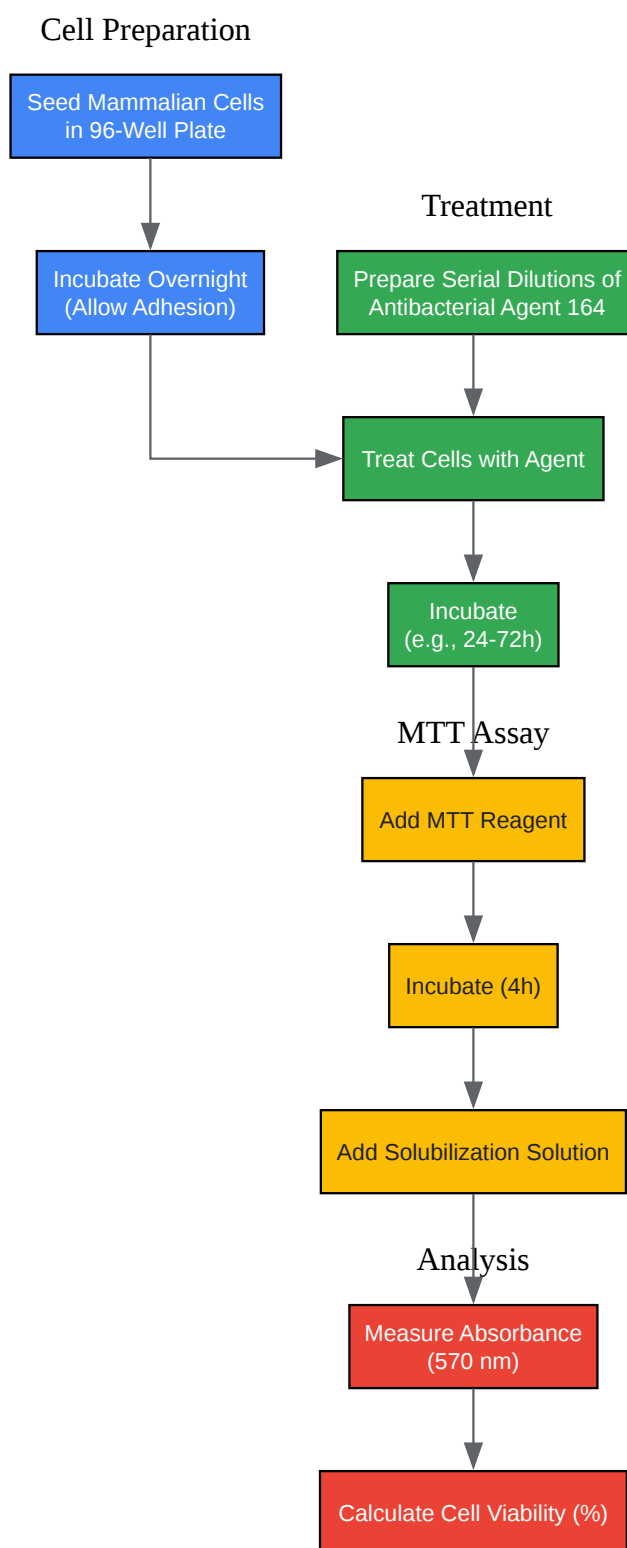 Cell Preparation
Seed Mammalian Cells
in 96-Well Plate
Treatment
Incubate Overnight
(Allow Adhesion)
Prepare Serial Dilutions of
Antibacterial Agent 164
Treat Cells with Agent
Incubate
(e.g., 24-72h)
MTT Assay
Add MTT Reagent
Incubate (4h)
Add Solubilization Solution
Analysis
Measure Absorbance
(570 nm)
Calculate Cell Viability (%)